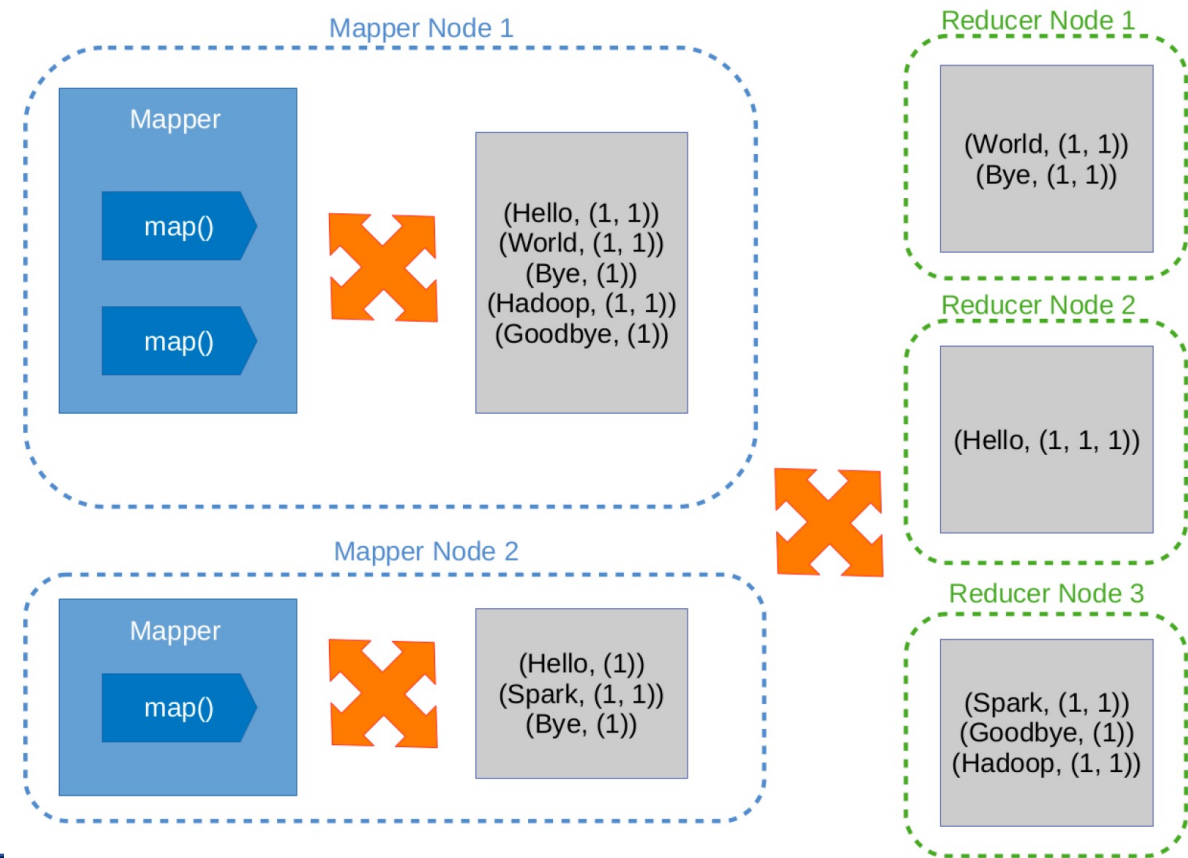 Mapper Node 1
Mapper
map()
map()
(Hello, (1, 1))
(World, (1, 1))
(Bye, (1))
(Hadoop, (1, 1))
(Goodbye, (1))
Mapper Node 2
Mapper
map()
(Hello, (1))
(Spark, (1, 1))
(Bye, (1))
Reducer Node 1
(World, (1, 1))
(Bye, (1, 1))
Reducer Node 2
(Hello, (1, 1, 1))
Reducer Node 3
(Spark, (1, 1))
(Goodbye, (1))
(Hadoop, (1, 1))